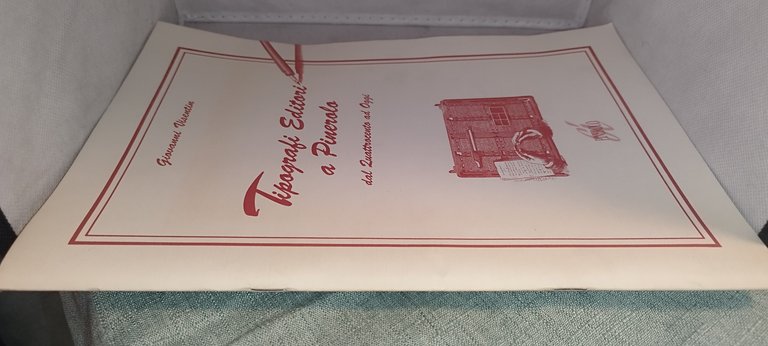 Giovanni Visentin
Tipografi Editori
a Pinerolo
dal Quattrocento ad Oggi